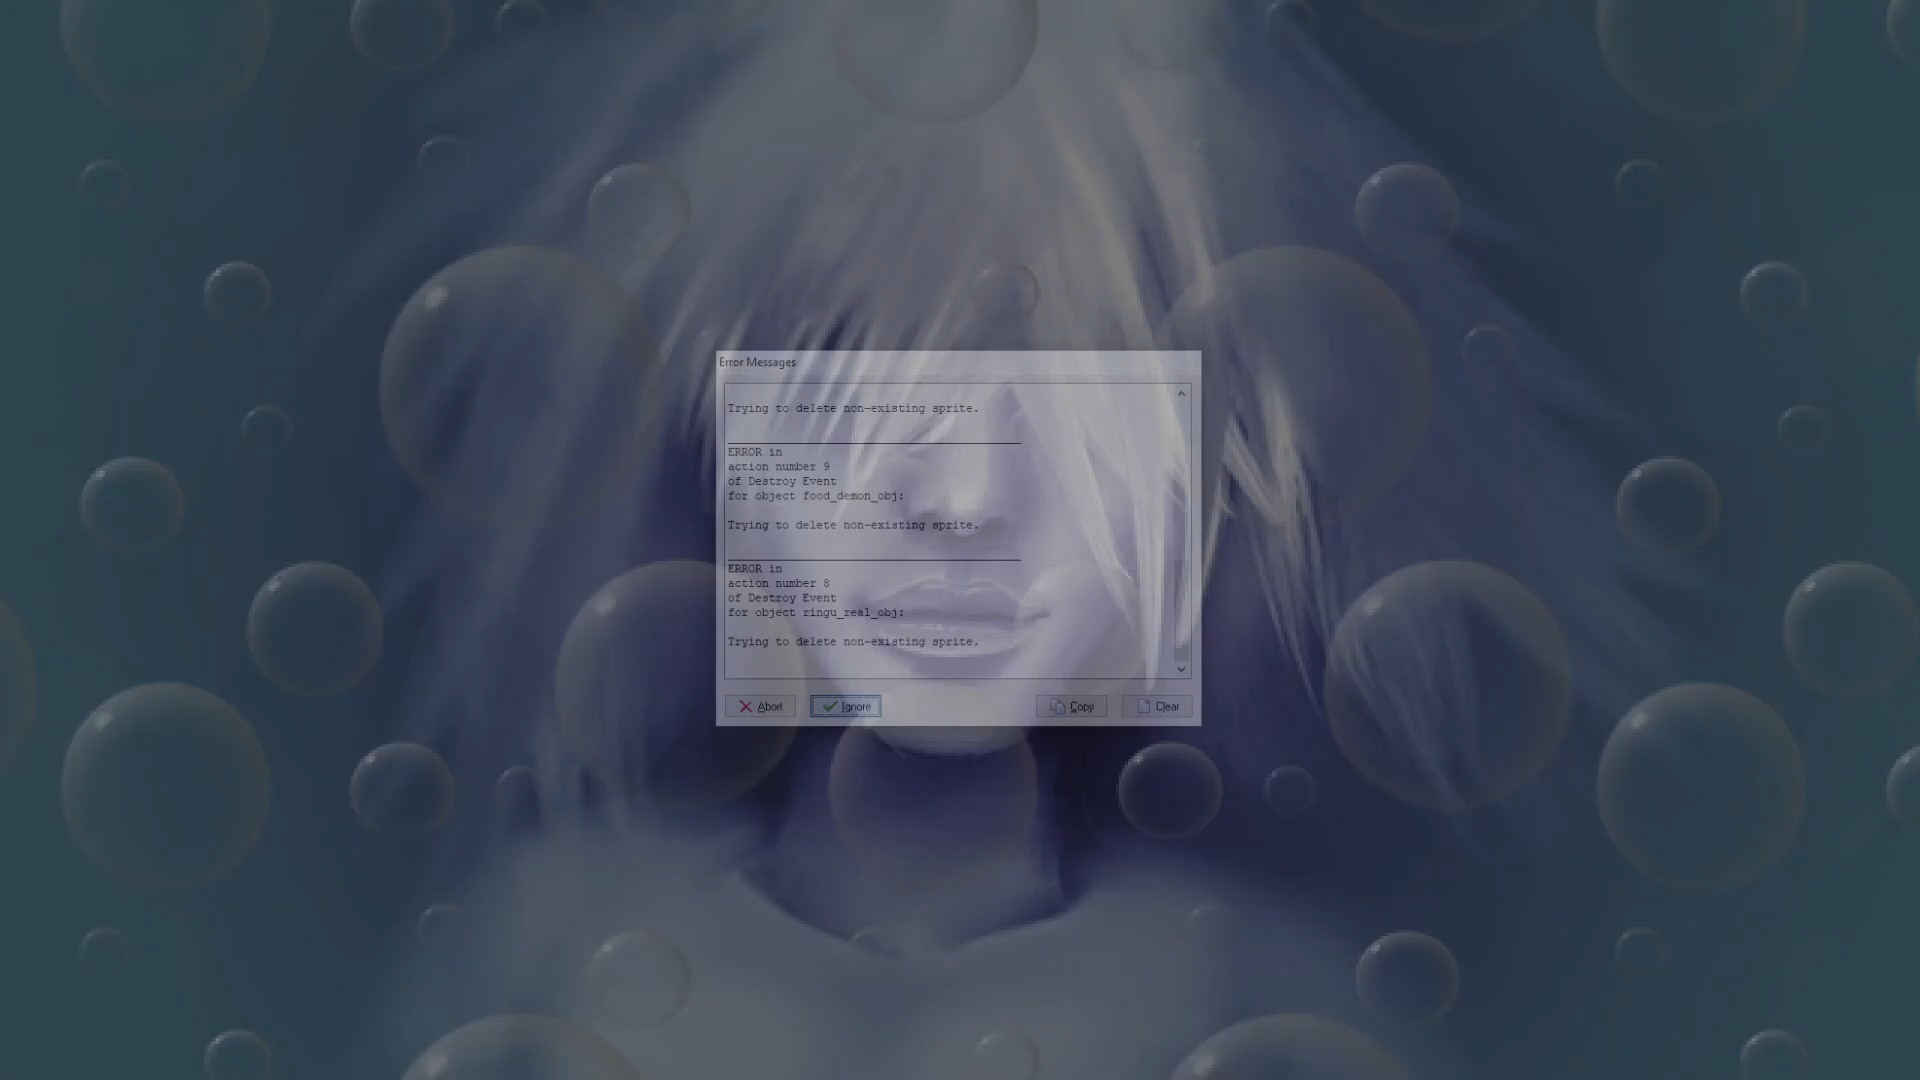 Error Messages
Trying to delete non-existing sprite.
ERROR in
action number 9
of Destroy Event
for object food_demon_obj:
Trying to delete non-existing sprite.
ERROR in
action number 8
of Destroy Event
for object ringu_real_obj:
Trying to delete non-existing sprite.
Abort
Ignore
Copy
Clear